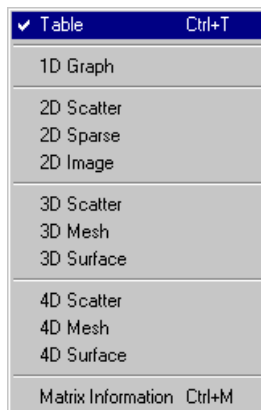 Table Ctrl+T
1D Graph
2D Scatter
2D Sparse
2D Image
3D Scatter
3D Mesh
3D Surface
4D Scatter
4D Mesh
4D Surface
Matrix Information Ctrl+M